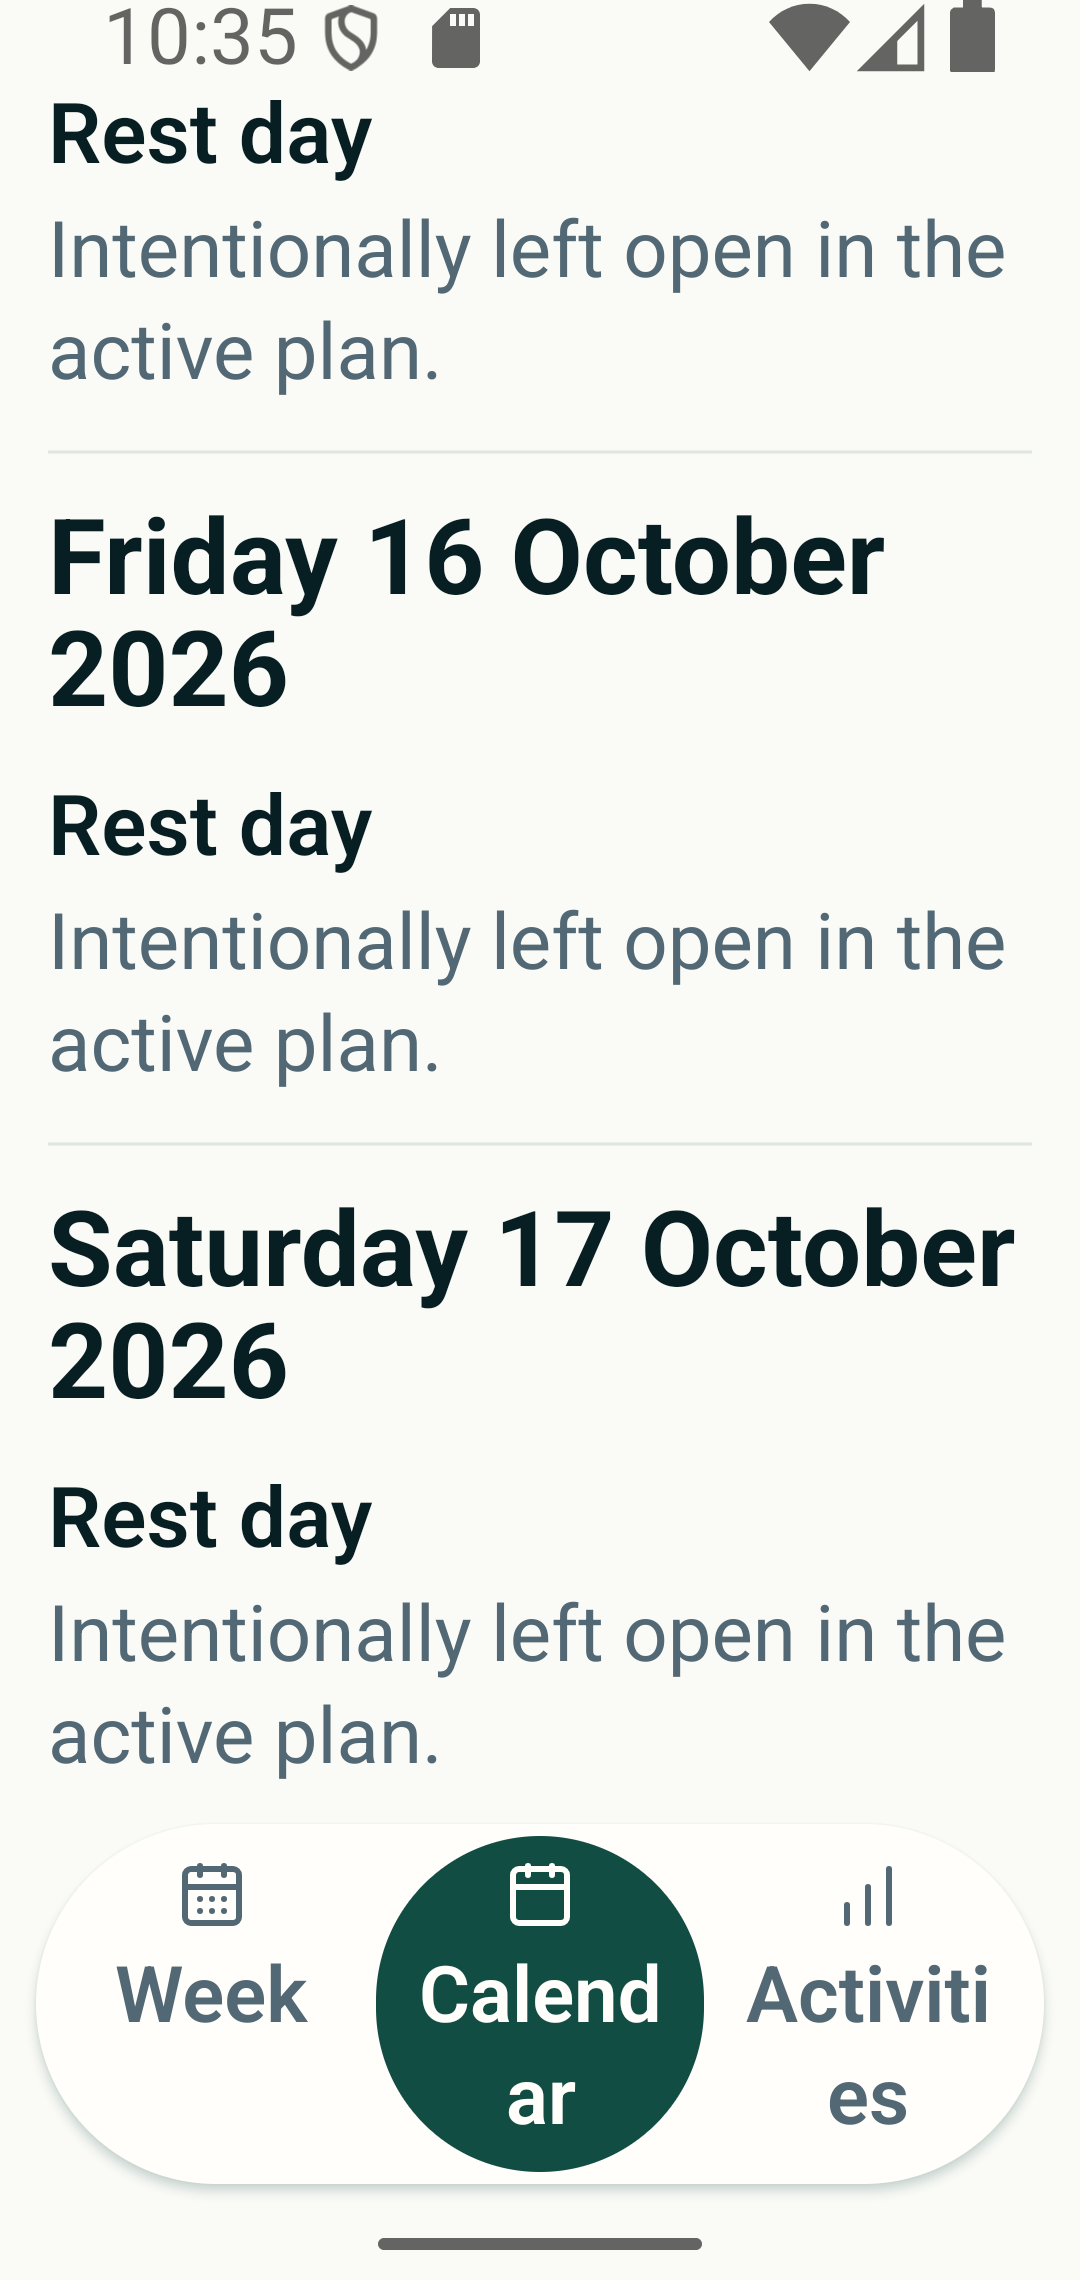 10:35
Rest day
Intentionally left open in the
active plan.
Friday 16 October
2026
Rest day
Intentionally left open in the
active plan.
Saturday 17 October
2026
Rest day
Intentionally left open in the
active plan.
Week
Calend
ar
Activiti
es